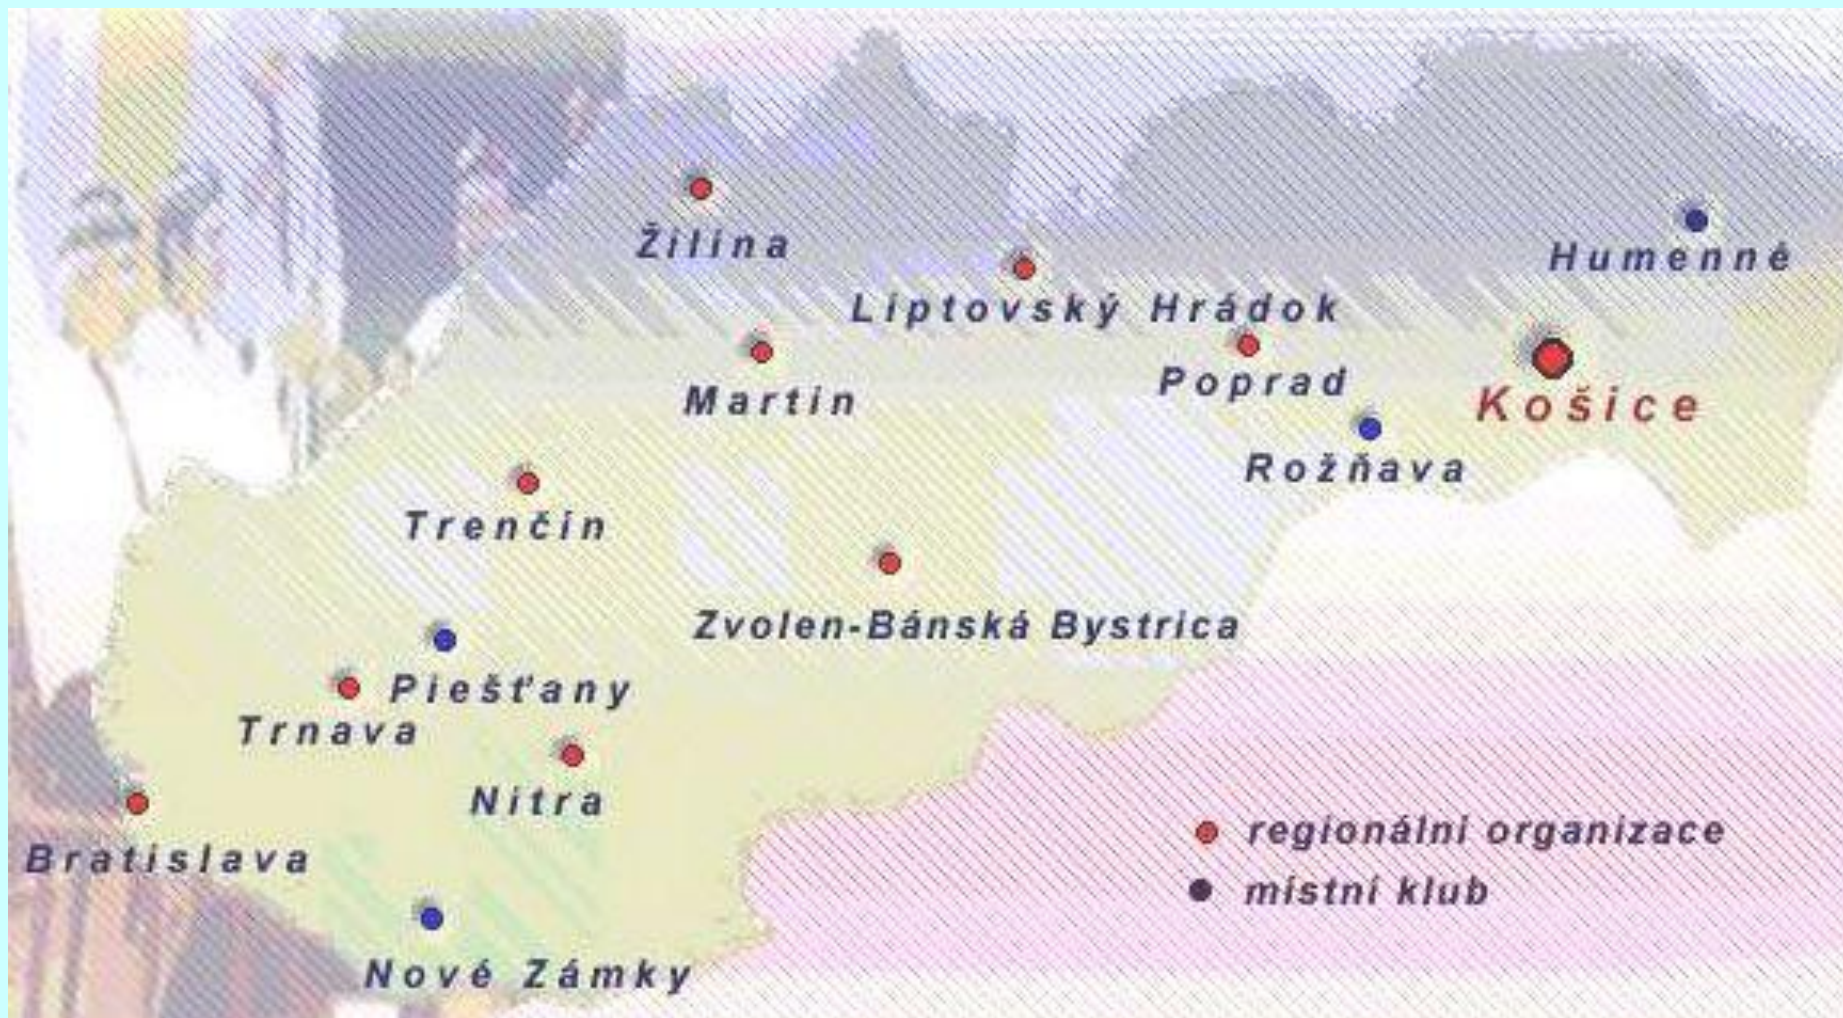 Žilina
Humenné
Liptovský Hrádok
Martin
Poprad
Košice
Rožňava
Trenčín
Zvolen-Bánská Bystrica
Piešťany
Trnava
Nitra
Bratislava
Nové Zámky
regionální organizace
místní klub